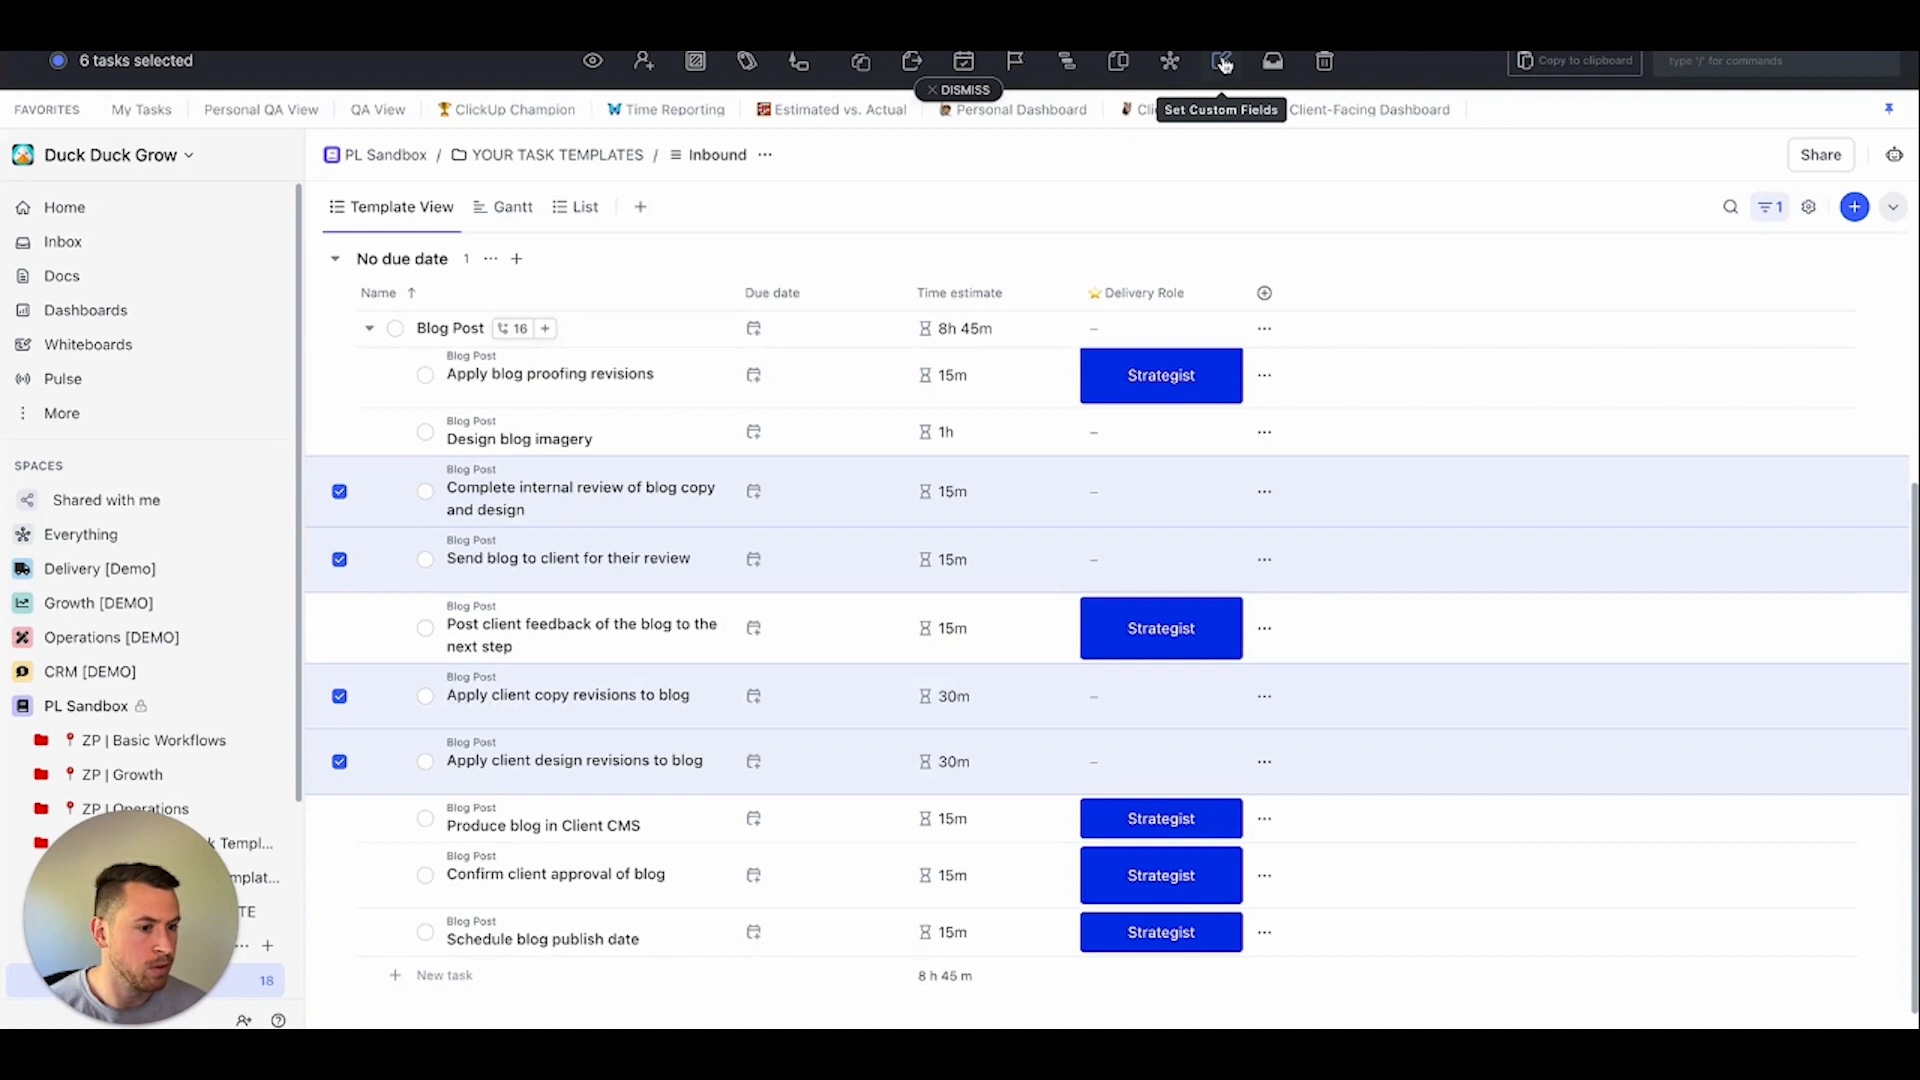 6 tasks selected
Copy to clipboard
type '/' for commands
DISMISS
FAVORITES
My Tasks
Personal QA View
QA View
ClickUp Champion
Time Reporting
Estimated vs. Actual
Personal Dashboard
Set Custom Fields
Client-Facing Dashboard
Duck Duck Grow
PL Sandbox / YOUR TASK TEMPLATES / Inbound ...
Share
Home
Inbox
Docs
Dashboards
Whiteboards
Pulse
More
SPACES
Shared with me
Everything
Delivery [Demo]
Growth [DEMO]
Operations [DEMO]
CRM [DEMO]
PL Sandbox
ZP | Basic Workflows
ZP | Growth
ZP | Operations
k Templ...
mplat...
TE
18
Template View
Gantt
List
1
No due date 1
Name
Due date
Time estimate
Delivery Role
Blog Post 16
8h 45m
–
Blog Post
Apply blog proofing revisions
15m
Strategist
Blog Post
Design blog imagery
1h
–
Blog Post
Complete internal review of blog copy
and design
15m
–
Blog Post
Send blog to client for their review
15m
–
Blog Post
Post client feedback of the blog to the
next step
15m
Strategist
Blog Post
Apply client copy revisions to blog
30m
–
Blog Post
Apply client design revisions to blog
30m
–
Blog Post
Produce blog in Client CMS
15m
Strategist
Blog Post
Confirm client approval of blog
15m
Strategist
Blog Post
Schedule blog publish date
15m
Strategist
New task
8 h 45 m